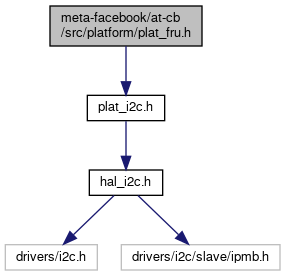 meta-facebook/at-cb
/src/platform/plat_fru.h
plat_i2c.h
hal_i2c.h
drivers/i2c.h
drivers/i2c/slave/ipmb.h